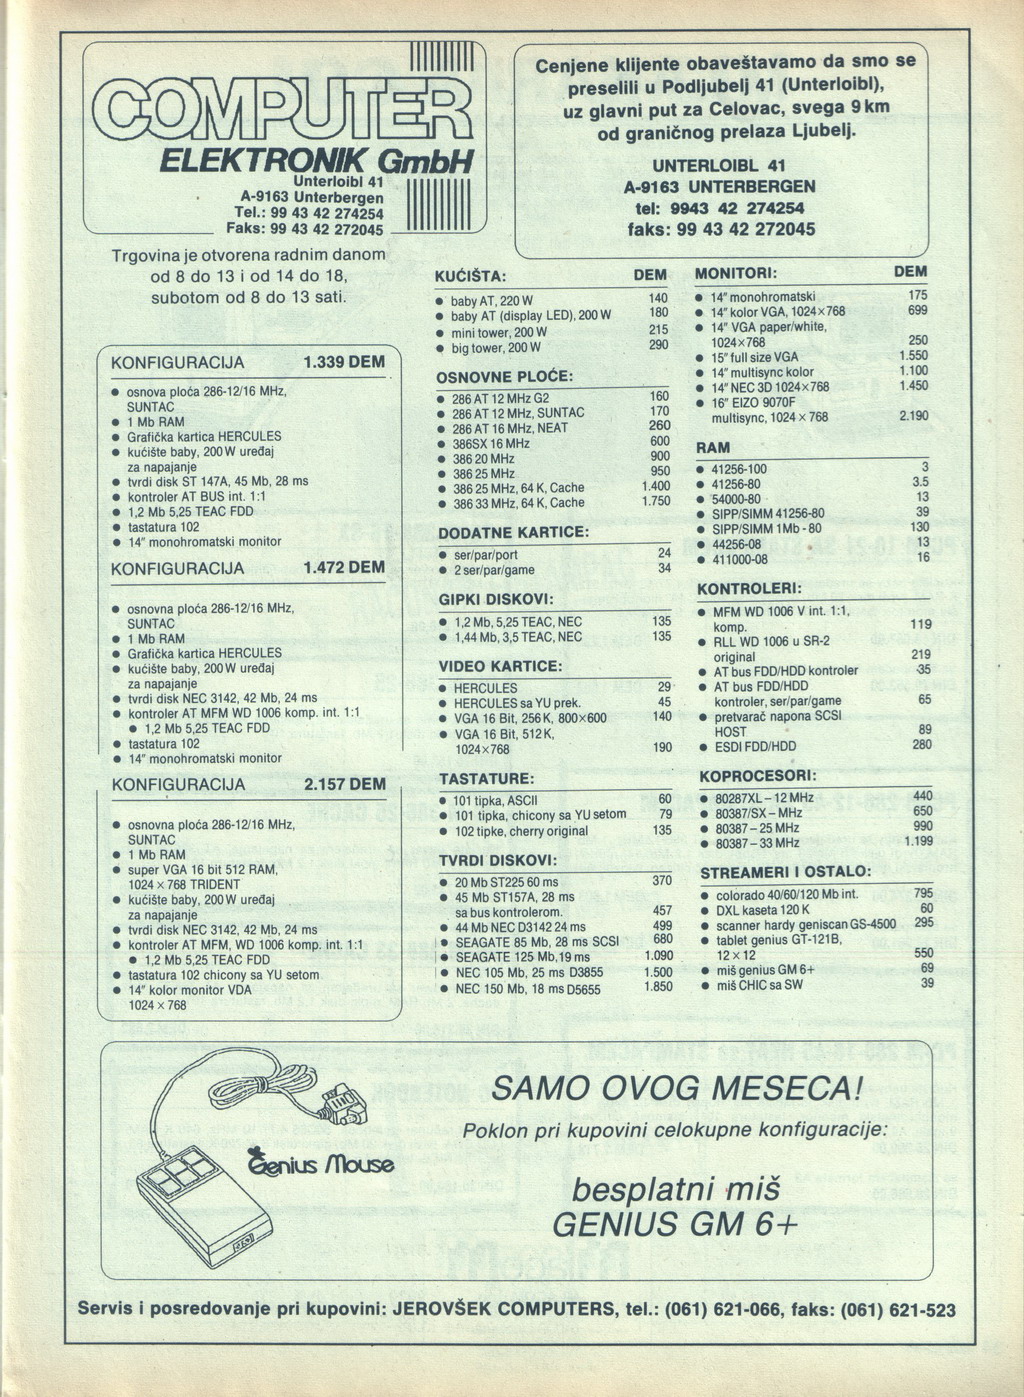 COMPUTER
ELEKTRONIK GmbH
Unterloibl 41
A-9163 Unterbergen
Tel.: 99 43 42 274254
Faks: 99 43 42 272045
Cenjene klijente obaveštavamo da smo se
preselili u Podljubelj 41 (Unterloibl),
uz glavni put za Celovac, svega 9 km
od graničnog prelaza Ljubelj.
UNTERLOIBL 41
A-9163 UNTERBERGEN
tel: 9943 42 274254
faks: 99 43 42 272045
Trgovina je otvorena radnim danom
od 8 do 13 i od 14 do 18,
subotom od 8 do 13 sati.
KONFIGURACIJA 1.339 DEM
• osnova ploća 286-12/16 MHz,
SUNTAC
• 1 Mb RAM
• Grafička kartica HERCULES
• kućište baby, 200 W uređaj
za napajanje
• tvrdi disk ST 147A, 45 Mb, 28 ms
• kontroler AT BUS int. 1:1
• 1,2 Mb 5,25 TEAC FDD
• tastatura 102
• 14" monohromatski monitor
KONFIGURACIJA 1.472 DEM
• osnovna ploća 286-12/16 MHz,
SUNTAC
• 1 Mb RAM
• Grafička kartica HERCULES
• kućište baby, 200 W uređaj
za napajanje
• tvrdi disk NEC 3142, 42 Mb, 24 ms
• kontroler AT MFM WD 1006 komp. int. 1:1
• 1,2 Mb 5,25 TEAC FDD
• tastatura 102
• 14" monohromatski monitor
KONFIGURACIJA 2.157 DEM
• osnovna ploća 286-12/16 MHz,
SUNTAC
• 1 Mb RAM
• super VGA 16 bit 512 RAM,
1024 x 768 TRIDENT
• kućište baby, 200 W uređaj
za napajanje
• tvrdi disk NEC 3142, 42 Mb, 24 ms
• kontroler AT MFM, WD 1006 komp. int. 1:1
• 1,2 Mb 5,25 TEAC FDD
• tastatura 102 chicony sa YU setom
• 14" kolor monitor VDA
1024 x 768
KUĆIŠTA: DEM
• baby AT, 220 W 140
• baby AT (display LED), 200 W 180
• mini tower, 200 W 215
• big tower, 200 W 290
OSNOVNE PLOĆE:
• 286 AT 12 MHz G2 160
• 286 AT 12 MHz, SUNTAC 170
• 286 AT 16 MHz, NEAT 260
• 386SX 16 MHz 600
• 386 20 MHz 900
• 386 25 MHz 950
• 386 25 MHz, 64 K, Cache 1.400
• 386 33 MHz, 64 K, Cache 1.750
DODATNE KARTICE:
• ser/par/port 24
• 2 ser/par/game 34
GIPKI DISKOVI:
• 1,2 Mb, 5,25 TEAC, NEC 135
• 1,44 Mb, 3,5 TEAC, NEC 135
VIDEO KARTICE:
• HERCULES 29
• HERCULES sa YU prek. 45
• VGA 16 Bit, 256 K, 800x600 140
• VGA 16 Bit, 512 K,
1024x768 190
TASTATURE:
• 101 tipka, ASCII 60
• 101 tipka, chicony sa YU setom 79
• 102 tipke, cherry original 135
TVRDI DISKOVI:
• 20 Mb ST225 60 ms 370
• 45 Mb ST157A, 28 ms
sa bus kontrolerom. 457
• 44 Mb NEC D3142 24 ms 499
• SEAGATE 85 Mb, 28 ms SCSI 680
• SEAGATE 125 Mb, 19 ms 1.090
• NEC 105 Mb, 25 ms D3855 1.500
• NEC 150 Mb, 18 ms D5655 1.850
MONITORI: DEM
• 14" monohromatski 175
• 14" kolor VGA, 1024x768 699
• 14" VGA paper/white,
1024x768 250
• 15" full size VGA 1.550
• 14" multisync kolor 1.100
• 14" NEC 3D 1024x768 1.450
• 16" EIZO 9070F
multisync, 1024 x 768 2.190
RAM
• 41256-100 3
• 41256-80 3.5
• 54000-80 13
• SIPP/SIMM 41256-80 39
• SIPP/SIMM 1Mb - 80 130
• 44256-08 13
• 411000-08 16
KONTROLERI:
• MFM WD 1006 V int. 1:1,
komp. 119
• RLL WD 1006 u SR-2
original 219
• AT bus FDD/HDD kontroler 35
• AT bus FDD/HDD
kontroler, ser/par/game 65
• pretvarač napona SCSI
HOST 89
• ESDI FDD/HDD 280
KOPROCESORI:
• 80287XL – 12 MHz 440
• 80387/SX – MHz 650
• 80387 – 25 MHz 990
• 80387 – 33 MHz 1.199
STREAMERI I OSTALO:
• colorado 40/60/120 Mb int. 795
• DXL kaseta 120 K 60
• scanner hardy geniscan GS-4500 295
• tablet genius GT-121B,
12 x 12 550
• miš genius GM 6+ 69
• miš CHIC sa SW 39
Genius Mouse
SAMO OVOG MESECA!
Poklon pri kupovini celokupne konfiguracije:
besplatni miš
GENIUS GM 6+
Servis i posredovanje pri kupovini: JEROVŠEK COMPUTERS, tel.: (061) 621-066, faks: (061) 621-523